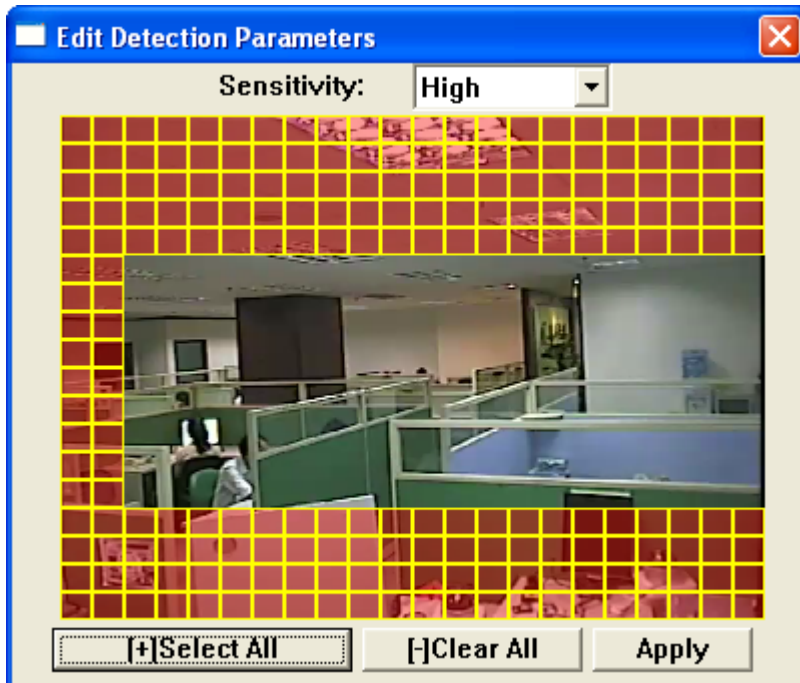 Edit Detection Parameters
Sensitivity: High
[+]Select All [-]Clear All Apply